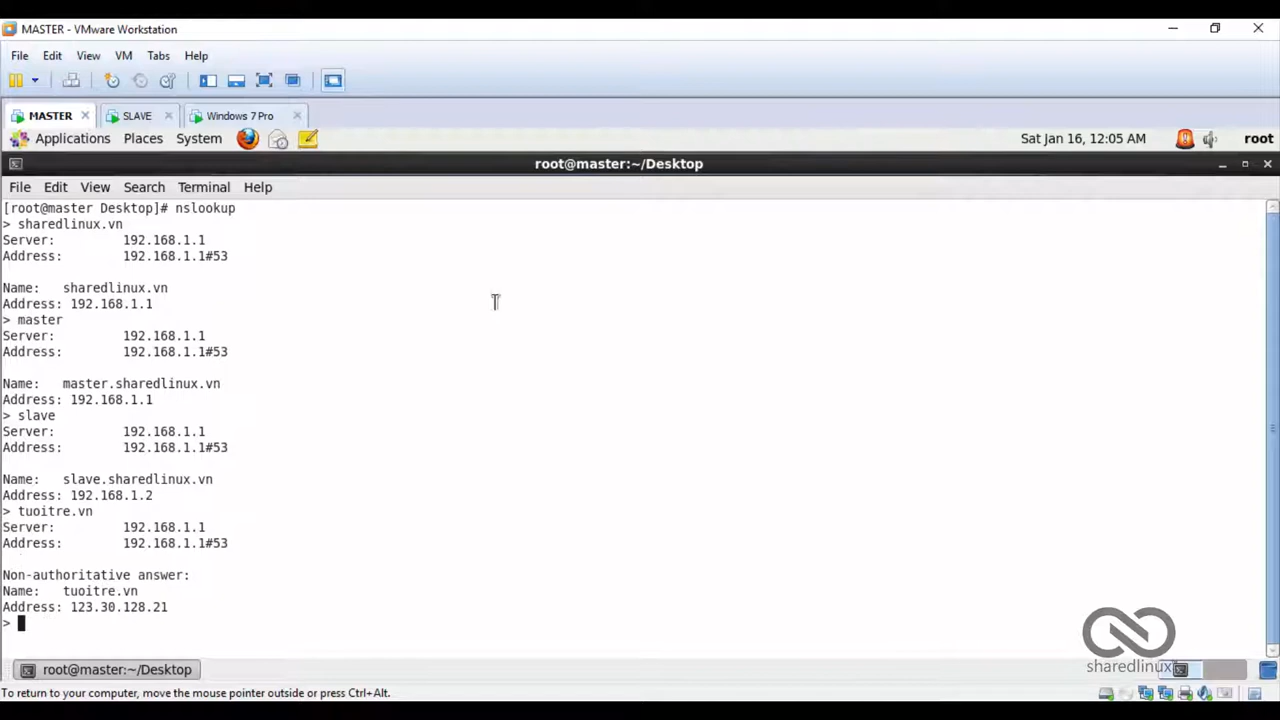 MASTER - VMware Workstation
File Edit View VM Tabs Help
MASTER SLAVE Windows 7 Pro
Applications Places System Sat Jan 16, 12:05 AM root
root@master:~/Desktop
File Edit View Search Terminal Help
[root@master Desktop]# nslookup
> sharedlinux.vn
Server: 192.168.1.1
Address: 192.168.1.1#53
Name: sharedlinux.vn
Address: 192.168.1.1
> master
Server: 192.168.1.1
Address: 192.168.1.1#53
Name: master.sharedlinux.vn
Address: 192.168.1.1
> slave
Server: 192.168.1.1
Address: 192.168.1.1#53
Name: slave.sharedlinux.vn
Address: 192.168.1.2
> tuoitre.vn
Server: 192.168.1.1
Address: 192.168.1.1#53
Non-authoritative answer:
Name: tuoitre.vn
Address: 123.30.128.21
>
sharedlinux
root@master:~/Desktop
To return to your computer, move the mouse pointer outside or press Ctrl+Alt.